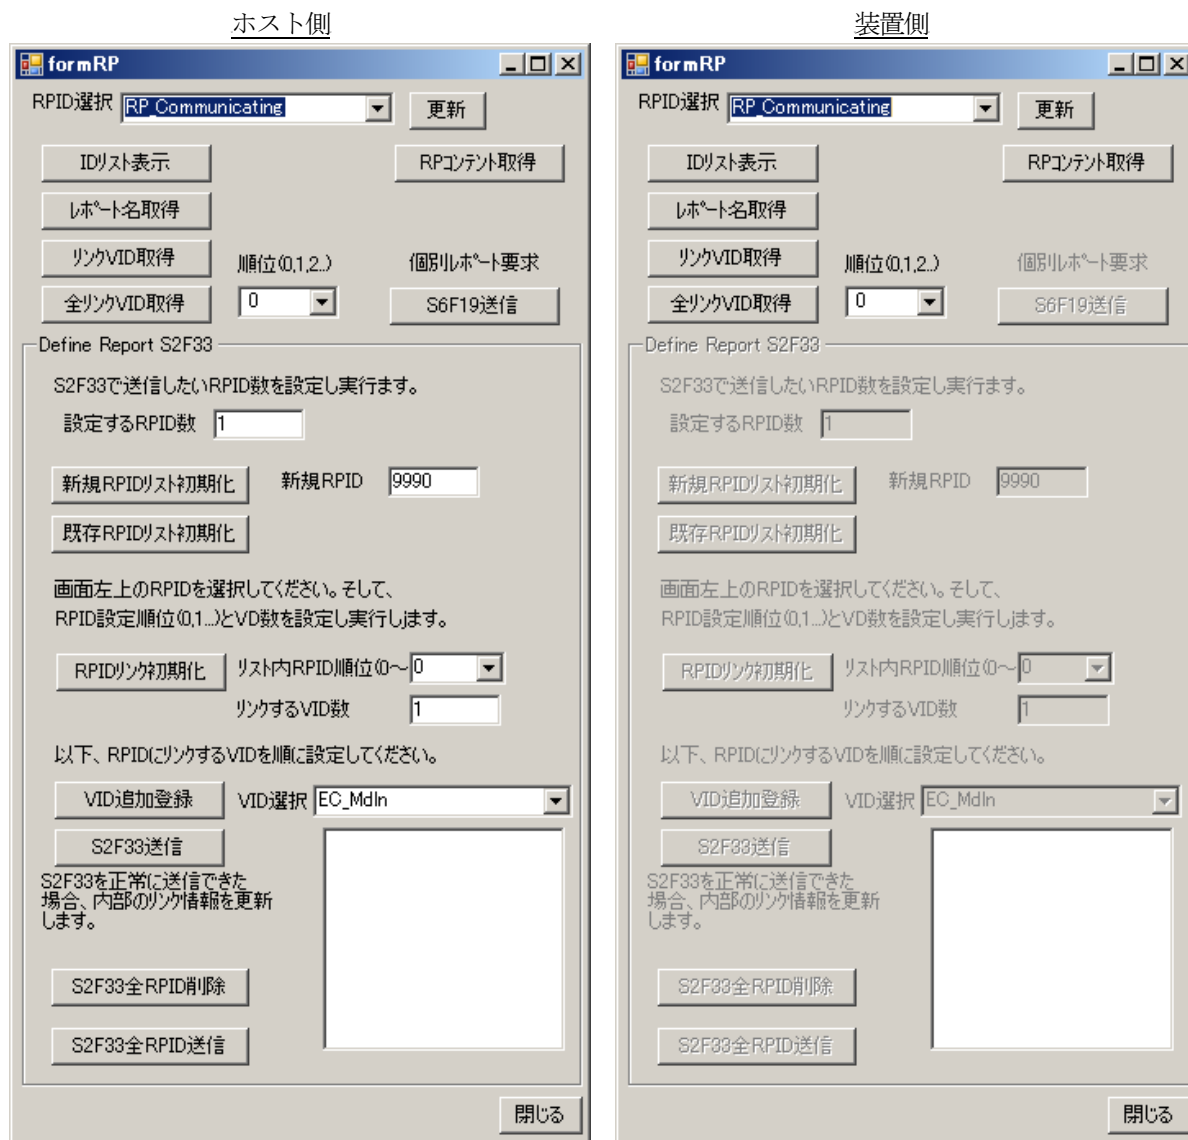 ホスト側
formRP
RPID選択 RP_Communicating 更新
IDリスト表示 RPコンテント取得
レポート名取得
リンクVID取得 順位(0,1,2..) 個別レポート要求
全リンクVID取得 0 S6F19送信
Define Report S2F33
S2F33で送信したいRPID数を設定し実行ます。
設定するRPID数 1
新規RPIDリスト初期化 新規RPID 9990
既存RPIDリスト初期化
画面左上のRPIDを選択してください。そして、
RPID設定順位(0,1...)とVD数を設定し実行します。
RPIDリンク初期化 リスト内RPID順位(0～ 0
リンクするVID数 1
以下、RPIDにリンクするVIDを順に設定してください。
VID追加登録 VID選択 EC_Mdln
S2F33送信
S2F33を正常に送信できた
場合、内部のリンク情報を更新
します。
S2F33全RPID削除
S2F33全RPID送信
閉じる
装置側
formRP
RPID選択 RP_Communicating 更新
IDリスト表示 RPコンテント取得
レポート名取得
リンクVID取得 順位(0,1,2..) 個別レポート要求
全リンクVID取得 0 S6F19送信
Define Report S2F33
S2F33で送信したいRPID数を設定し実行ます。
設定するRPID数 1
新規RPIDリスト初期化 新規RPID 9990
既存RPIDリスト初期化
画面左上のRPIDを選択してください。そして、
RPID設定順位(0,1...)とVD数を設定し実行します。
RPIDリンク初期化 リスト内RPID順位(0～ 0
リンクするVID数 1
以下、RPIDにリンクするVIDを順に設定してください。
VID追加登録 VID選択 EC_Mdln
S2F33送信
S2F33を正常に送信できた
場合、内部のリンク情報を更新
します。
S2F33全RPID削除
S2F33全RPID送信
閉じる